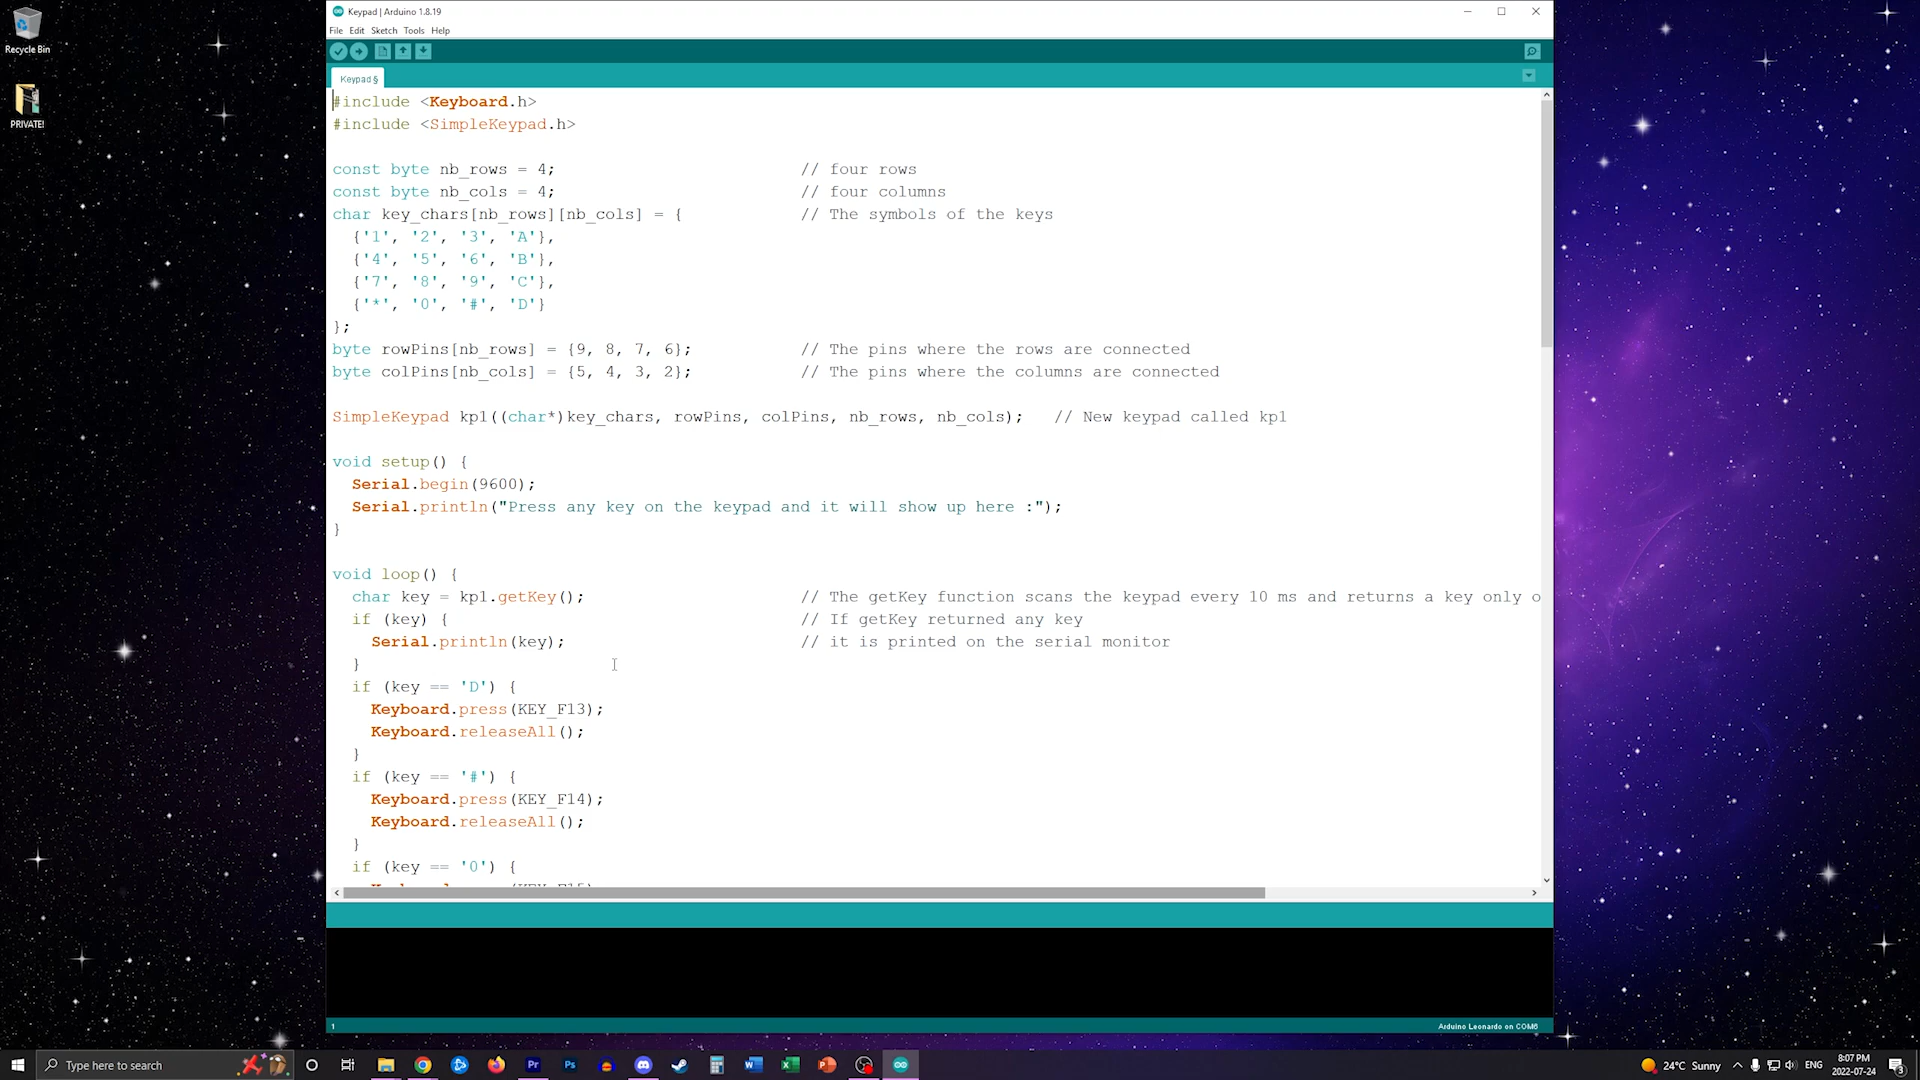 Recycle Bin
PRIVATE!
Keypad | Arduino 1.8.19
File Edit Sketch Tools Help
Keypad §
#include <Keyboard.h>
#include <SimpleKeypad.h>
const byte nb_rows = 4; // four rows
const byte nb_cols = 4; // four columns
char key_chars[nb_rows][nb_cols] = { // The symbols of the keys
{'1', '2', '3', 'A'},
{'4', '5', '6', 'B'},
{'7', '8', '9', 'C'},
{'*', '0', '#', 'D'}
};
byte rowPins[nb_rows] = {9, 8, 7, 6}; // The pins where the rows are connected
byte colPins[nb_cols] = {5, 4, 3, 2}; // The pins where the columns are connected
SimpleKeypad kp1((char*)key_chars, rowPins, colPins, nb_rows, nb_cols); // New keypad called kp1
void setup() {
Serial.begin(9600);
Serial.println("Press any key on the keypad and it will show up here :");
}
void loop() {
char key = kp1.getKey(); // The getKey function scans the keypad every 10 ms and returns a key only o
if (key) { // If getKey returned any key
Serial.println(key); // it is printed on the serial monitor
}
if (key == 'D') {
Keyboard.press(KEY_F13);
Keyboard.releaseAll();
}
if (key == '#') {
Keyboard.press(KEY_F14);
Keyboard.releaseAll();
}
if (key == '0') {
1
Arduino Leonardo on COM6
Type here to search
24°C Sunny
ENG
8:07 PM
2022-07-24
3